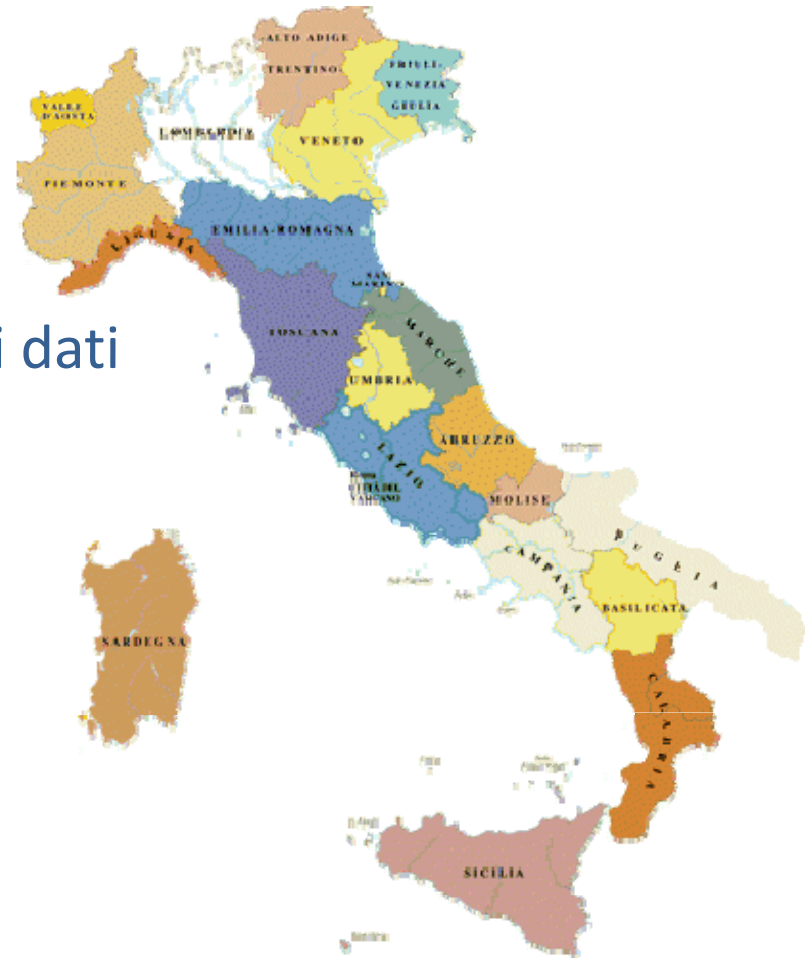 ALTO ADIGE
TRENTINO
FRIULI-
VENEZIA
GIULIA
VALLE
D'AOSTA
LOMBARDIA
VENETO
PIEMONTE
LIGURIA
EMILIA-ROMAGNA
SAN
MARINO
i dati
TOSCANA
MARCHE
UMBRIA
ABRUZZO
LAZIO
Roma
CITTÀ DEL
VATICANO
MOLISE
PUGLIA
CAMPANIA
BASILICATA
SARDEGNA
CALABRIA
SICILIA